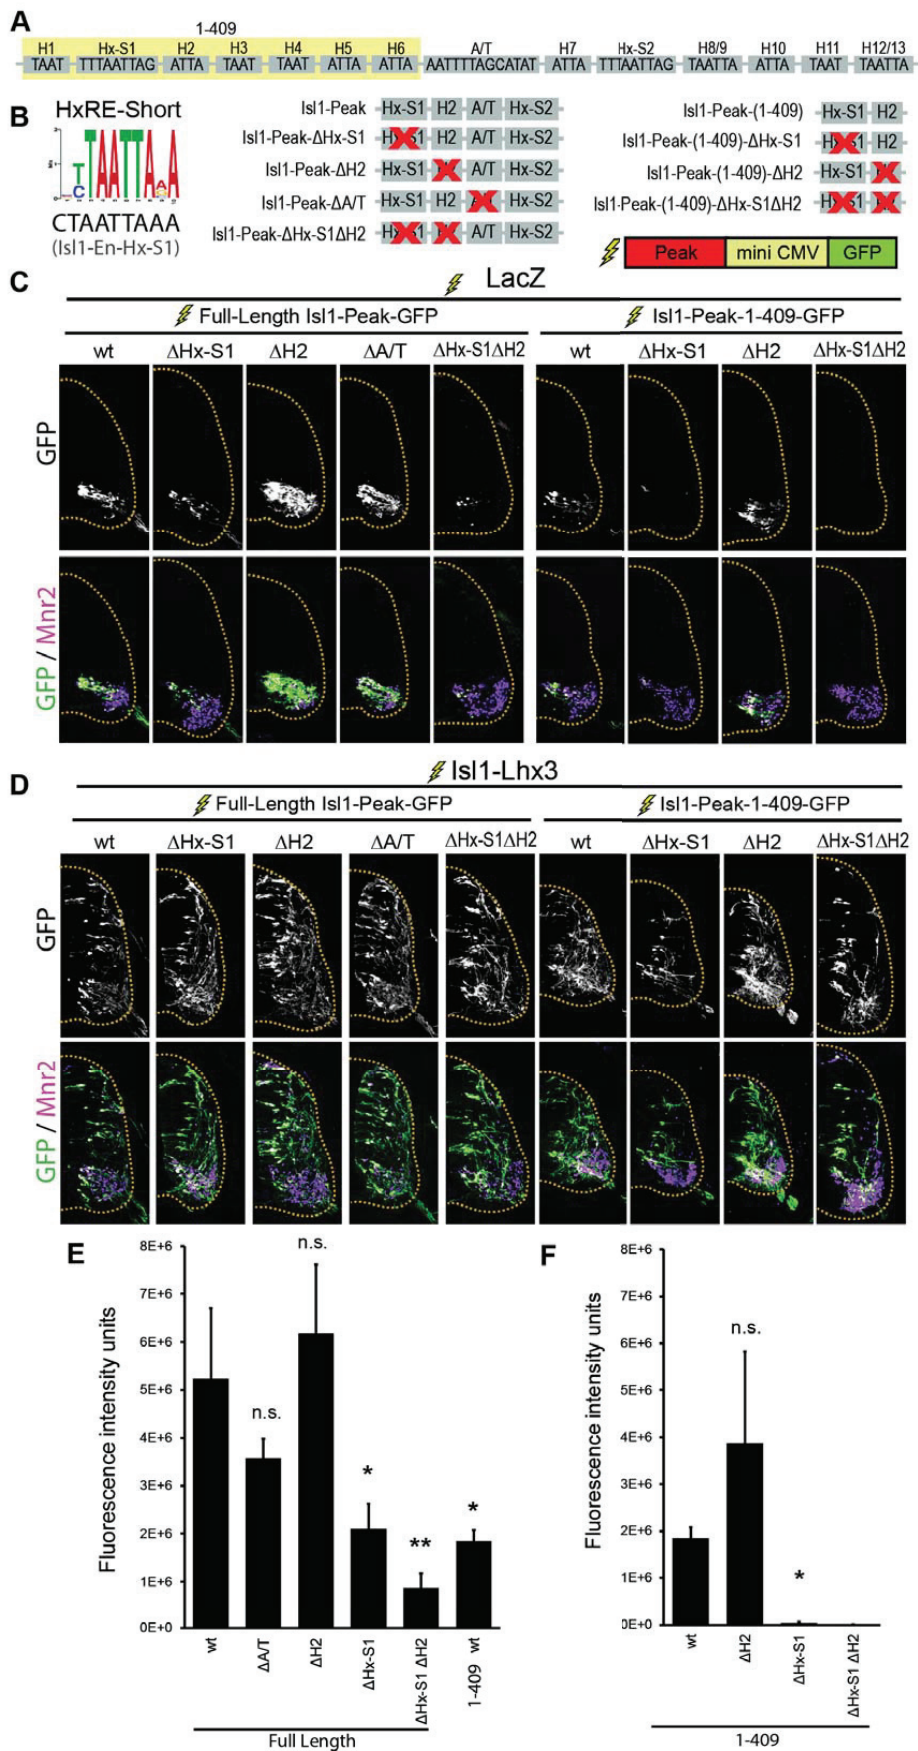 A
1-409
H1 Hx-S1 H2 H3 H4 H5 H6 A/T H7 Hx-S2 H8/9 H10 H11 H12/13
TAAT TTTAATTAG ATTA TAAT TAAT ATTA ATTA AATTTTAGCATAT ATTA TTTAATTAG TAATTA ATTA TAAT TAATTA
B
HxRE-Short
CTAATTAAA
(Isl1-En-Hx-S1)
Isl1-Peak Hx-S1 H2 A/T Hx-S2
Isl1-Peak-ΔHx-S1 H2 A/T Hx-S2
Isl1-Peak-ΔH2 Hx-S1 A/T Hx-S2
Isl1-Peak-ΔA/T Hx-S1 H2 Hx-S2
Isl1-Peak-ΔHx-S1ΔH2 A/T Hx-S2
Isl1-Peak-(1-409) Hx-S1 H2
Isl1-Peak-(1-409)-ΔHx-S1 H2
Isl1-Peak-(1-409)-ΔH2 Hx-S1
Isl1-Peak-(1-409)-ΔHx-S1ΔH2
Peak mini CMV GFP
C
LacZ
Full-Length Isl1-Peak-GFP Isl1-Peak-1-409-GFP
wt ΔHx-S1 ΔH2 ΔA/T ΔHx-S1ΔH2 wt ΔHx-S1 ΔH2 ΔHx-S1ΔH2
GFP
GFP / Mnr2
D
Isl1-Lhx3
Full-Length Isl1-Peak-GFP Isl1-Peak-1-409-GFP
wt ΔHx-S1 ΔH2 ΔA/T ΔHx-S1ΔH2 wt ΔHx-S1 ΔH2 ΔHx-S1ΔH2
GFP
GFP / Mnr2
E
Fluorescence intensity units
8E+6
7E+6
6E+6
5E+6
4E+6
3E+6
2E+6
1E+6
0E+0
n.s.
n.s.
*
**
*
wt
ΔA/T
ΔH2
ΔHx-S1
ΔHx-S1 ΔH2
1-409 wt
Full Length
F
Fluorescence intensity units
8E+6
7E+6
6E+6
5E+6
4E+6
3E+6
2E+6
1E+6
0E+0
n.s.
*
wt
ΔH2
ΔHx-S1
ΔHx-S1 ΔH2
1-409